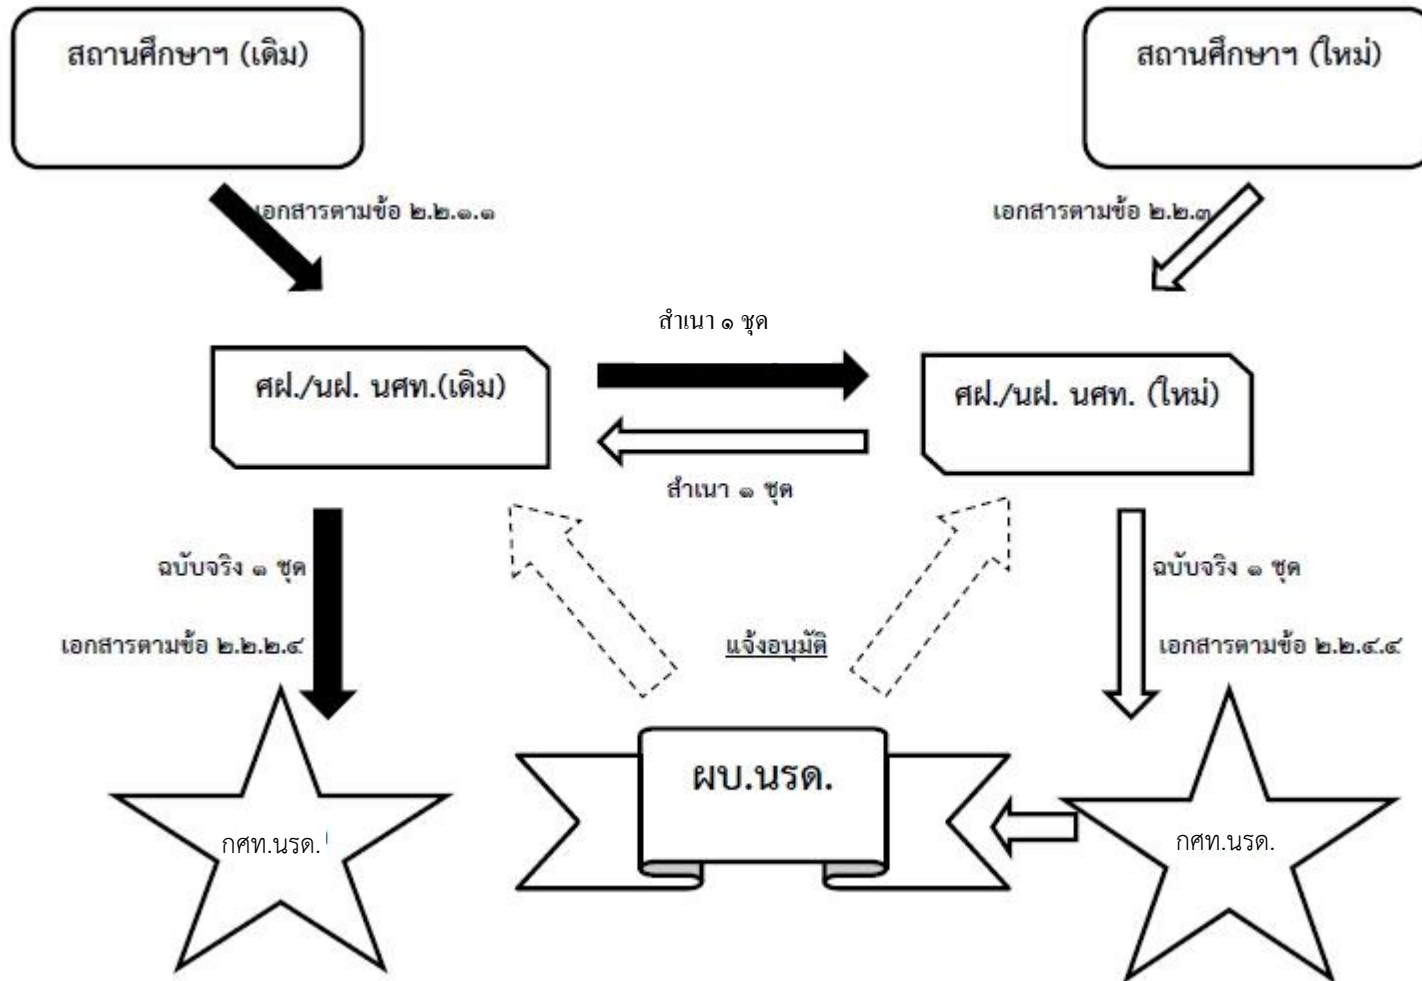 สถานศึกษาฯ (เดิม)
สถานศึกษาฯ (ใหม่)
เอกสารตามข้อ ๒.๒.๑.๑
เอกสารตามข้อ ๒.๒.๓
สำเนา ๑ ชุด
ศฝ./นฝ. นศท.(เดิม)
ศฝ./นฝ. นศท. (ใหม่)
สำเนา ๑ ชุด
ฉบับจริง ๑ ชุด
ฉบับจริง ๑ ชุด
เอกสารตามข้อ ๒.๒.๒.๔
แจ้งอนุมัติ
เอกสารตามข้อ ๒.๒.๔.๔
ผบ.นรด.
กศท.นรด.
กศท.นรด.